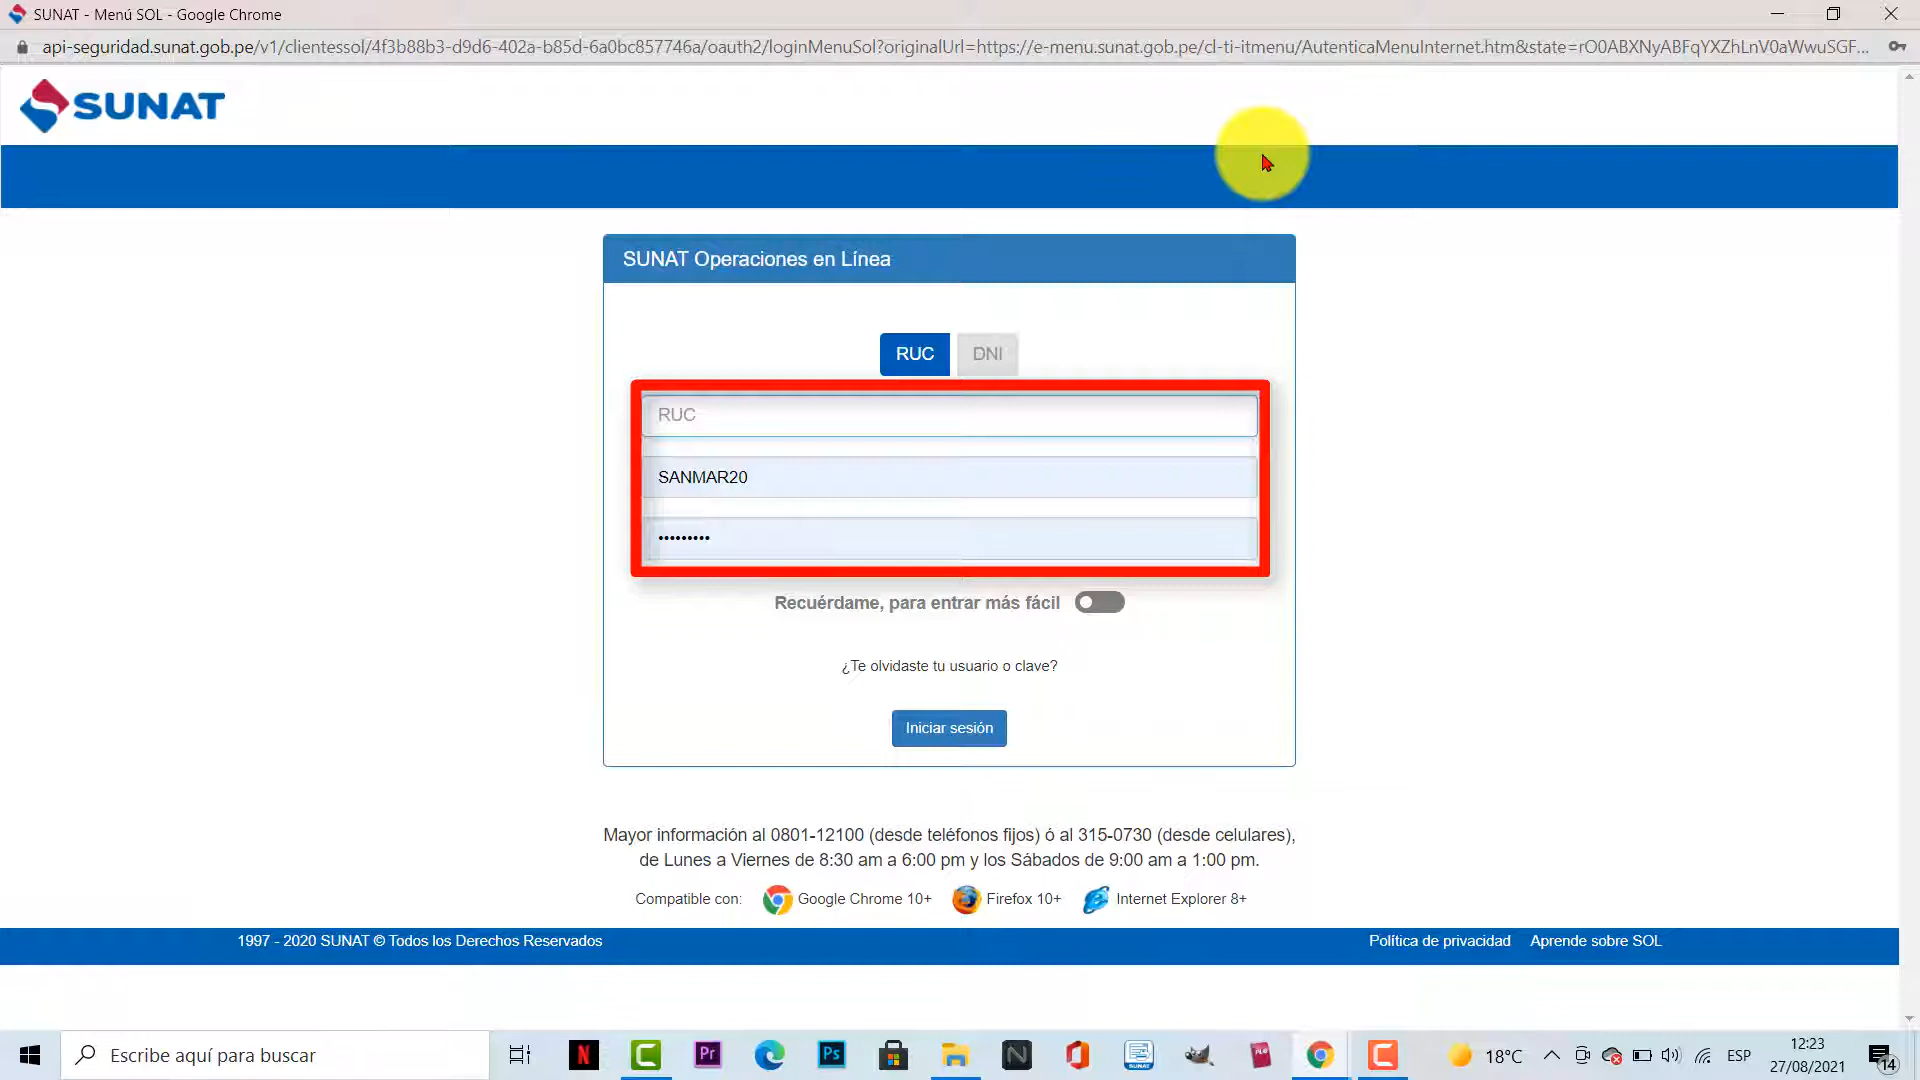 SUNAT - Menú SOL - Google Chrome
api-seguridad.sunat.gob.pe/v1/clientessol/4f3b88b3-d9d6-402a-b85d-6a0bc857746a/oauth2/loginMenuSol?originalUrl=https://e-menu.sunat.gob.pe/cl-ti-itmenu/AutenticaMenuInternet.htm&state=rO0ABXNyABFqYXZhLnV0aWwuSGF...
SUNAT
SUNAT Operaciones en Línea
RUC DNI
RUC
SANMAR20
•••••••••
Recuérdame, para entrar más fácil
¿Te olvidaste tu usuario o clave?
Iniciar sesión
Mayor información al 0801-12100 (desde teléfonos fijos) ó al 315-0730 (desde celulares),
de Lunes a Viernes de 8:30 am a 6:00 pm y los Sábados de 9:00 am a 1:00 pm.
Compatible con: Google Chrome 10+ Firefox 10+ Internet Explorer 8+
1997 - 2020 SUNAT © Todos los Derechos Reservados Política de privacidad Aprende sobre SOL
Escribe aquí para buscar
N
Pr
Ps
N
SUNAT
PLE
18°C
ESP
12:23
27/08/2021
14